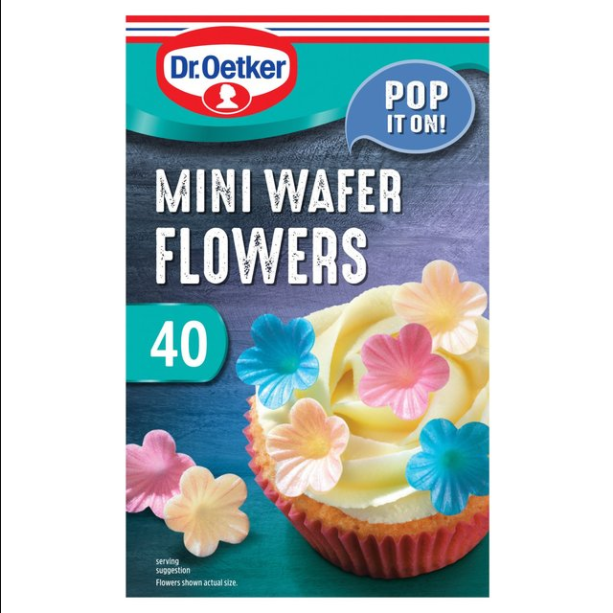 Dr. Oetker
POP
IT ON!
MINI WAFER
FLOWERS
40
serving
suggestion
Flowers shown actual size.